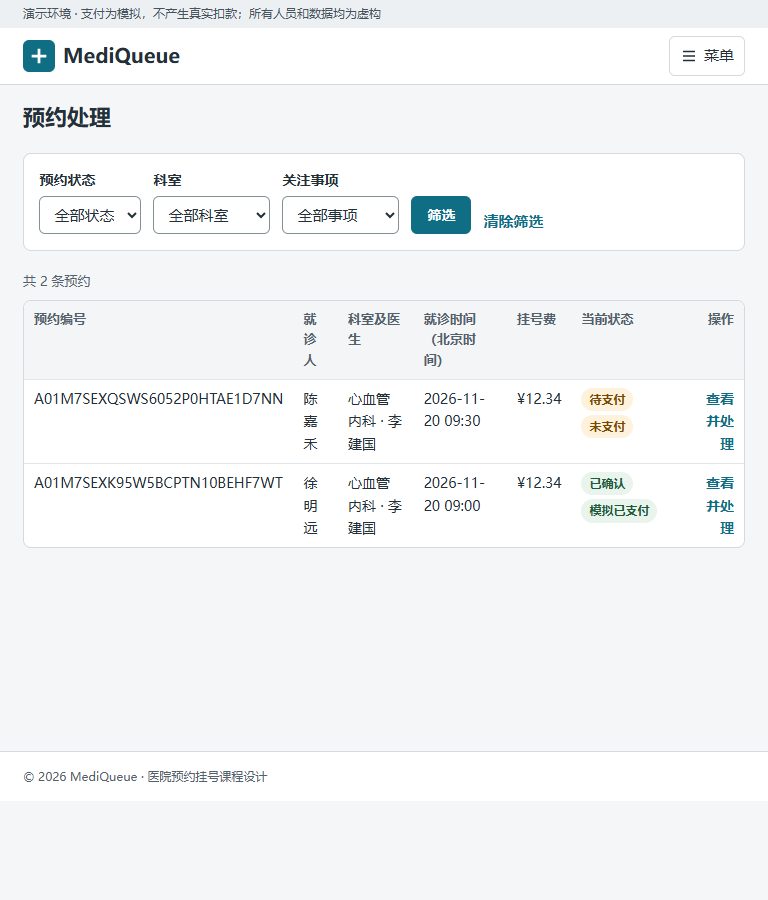 演示环境 · 支付为模拟，不产生真实扣款；所有人员和数据均为虚构
MediQueue
菜单
预约处理
预约状态 科室 关注事项
全部状态 全部科室 全部事项 筛选 清除筛选
共 2 条预约
预约编号 就诊人 科室及医生 就诊时间（北京时间） 挂号费 当前状态 操作
A01M7SEXQSWS6052P0HTAE1D7NN 陈嘉禾 心血管内科 · 李建国 2026-11-20 09:30 ¥12.34 待支付 未支付 查看并处理
A01M7SEXK95W5BCPTN10BEHF7WT 徐明远 心血管内科 · 李建国 2026-11-20 09:00 ¥12.34 已确认 模拟已支付 查看并处理
© 2026 MediQueue · 医院预约挂号课程设计